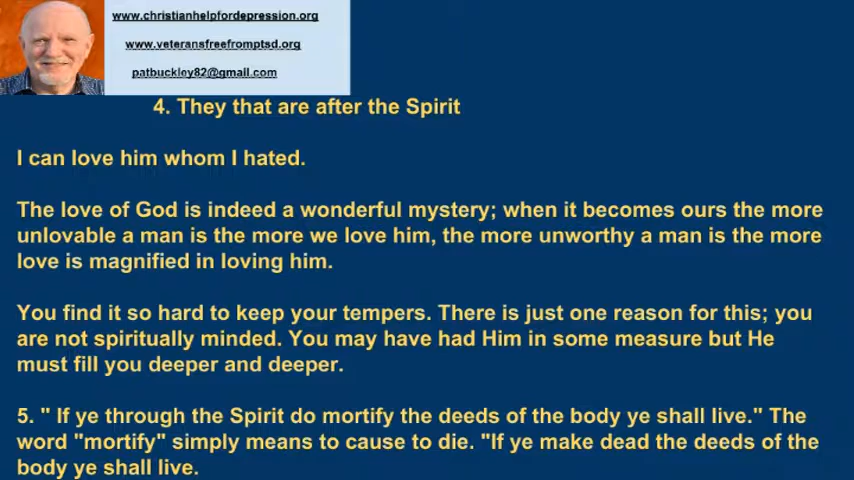 www.christianhelpfordepression.org
www.veteransfreefromptsd.org
patbuckley82@gmail.com
4. They that are after the Spirit
I can love him whom I hated.
The love of God is indeed a wonderful mystery; when it becomes ours the more
unlovable a man is the more we love him, the more unworthy a man is the more
love is magnified in loving him.
You find it so hard to keep your tempers. There is just one reason for this; you
are not spiritually minded. You may have had Him in some measure but He
must fill you deeper and deeper.
5. " If ye through the Spirit do mortify the deeds of the body ye shall live." The
word "mortify" simply means to cause to die. "If ye make dead the deeds of the
body ye shall live.